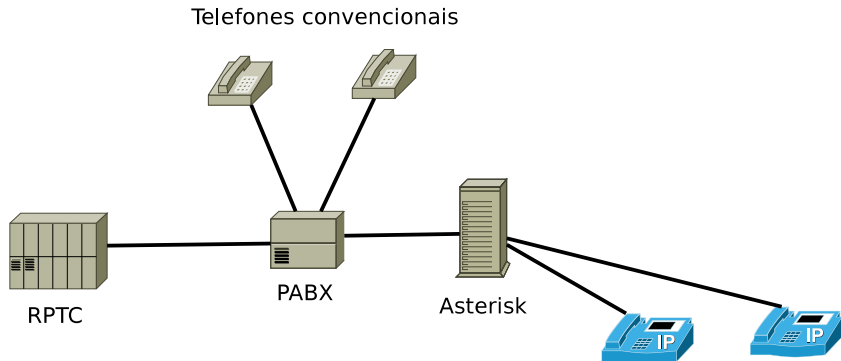 Telefones convencionais
RPTC
PABX
Asterisk
IP
IP